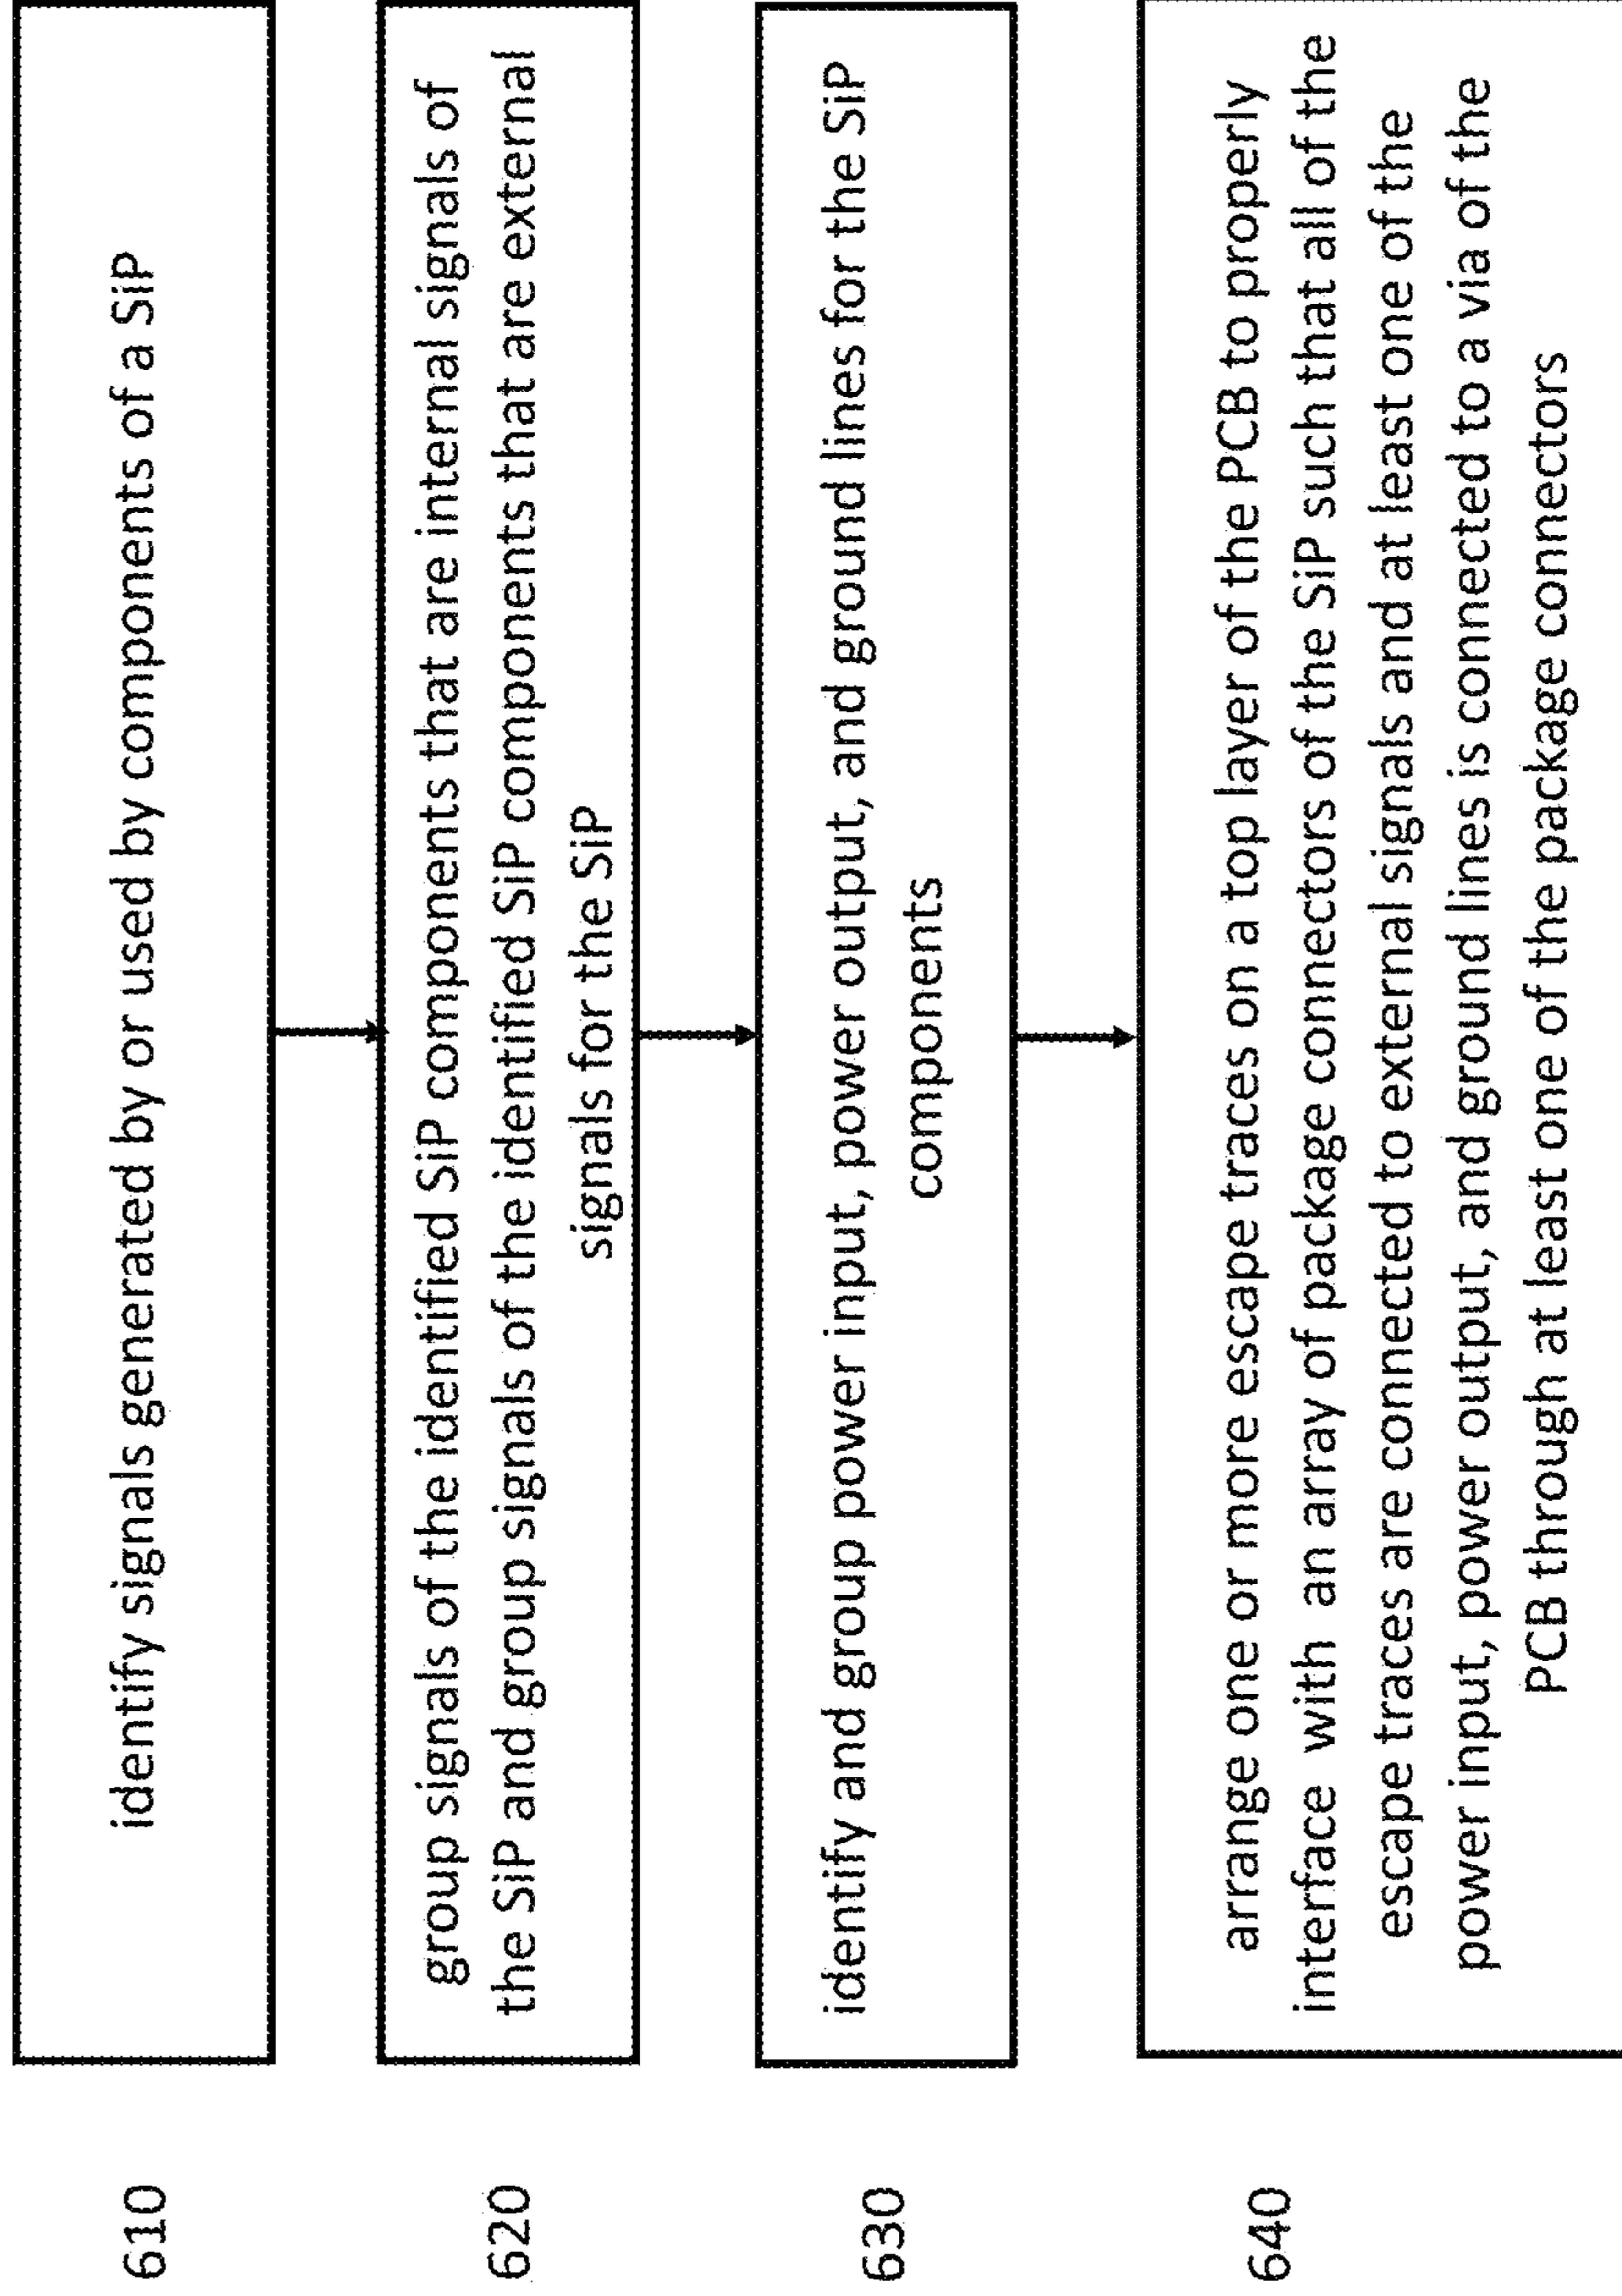 610
identify signals generated by or used by components of a SiP
620
group signals of the identified SiP components that are internal signals of
the SiP and group signals of the identified SiP components that are external
signals for the SiP
630
identify and group power input, power output, and ground lines for the SiP
components
640
arrange one or more escape traces on a top layer of the PCB to properly
interface with an array of package connectors of the SiP such that all of the
escape traces are connected to external signals and at least one of the
power input, power output, and ground lines is connected to a via of the
PCB through at least one of the package connectors